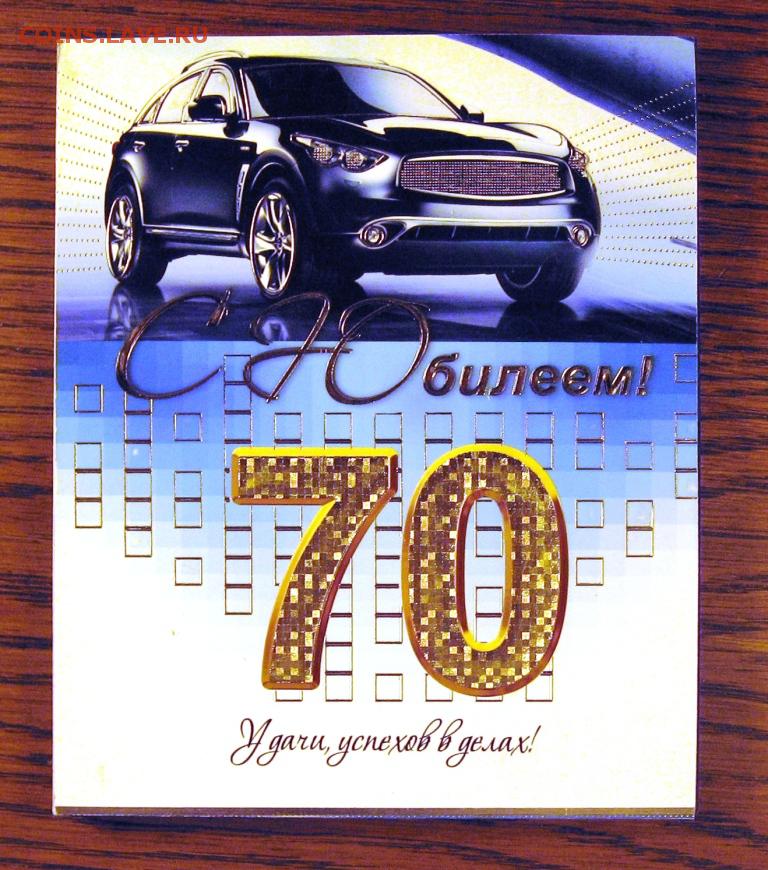 COINS.LAVE.RU
С Юбилеем!
70
Удачи, успехов в делах!